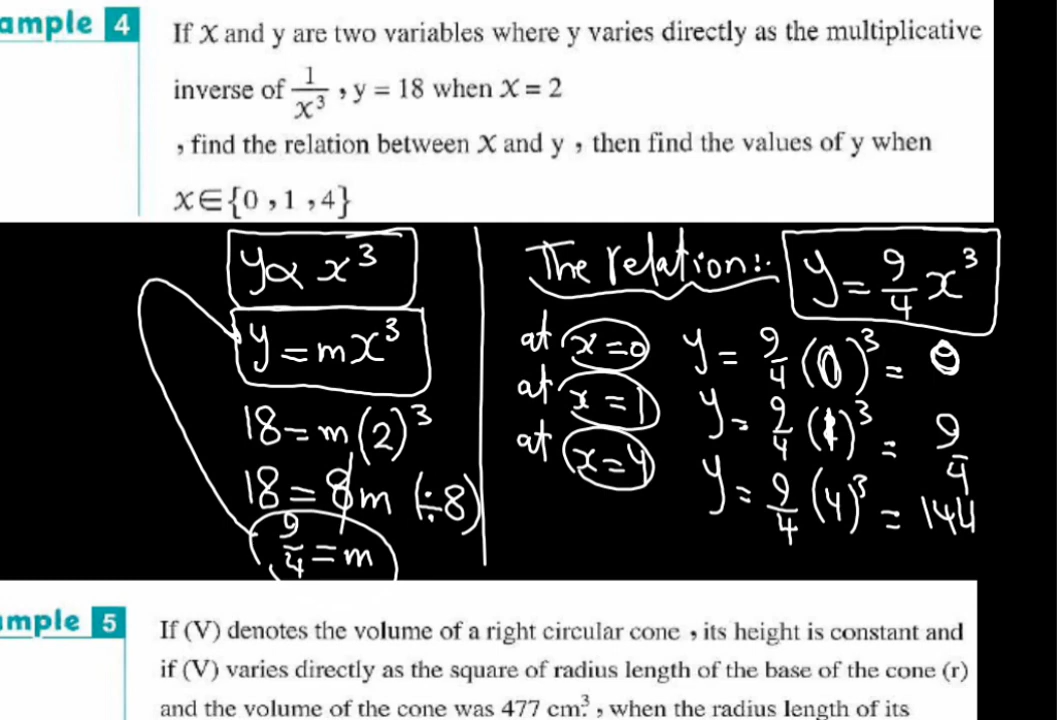 ample 4
If X and y are two variables where y varies directly as the multiplicative
inverse of 1/x³ , y = 18 when X = 2
, find the relation between X and y , then find the values of y when
x∈{0 , 1 , 4}
y∝ x³
y = mx³
18 = m(2)³
18 = 8m (÷8)
9/4 = m
The relation:- y = 9/4 x³
at x=0 y = 9/4 (0)³ = 0
at x=1 y = 9/4 (1)³ = 9/4
at x=4 y = 9/4 (4)³ = 144
mple 5
If (V) denotes the volume of a right circular cone , its height is constant and
if (V) varies directly as the square of radius length of the base of the cone (r)
and the volume of the cone was 477 cm³. , when the radius length of its